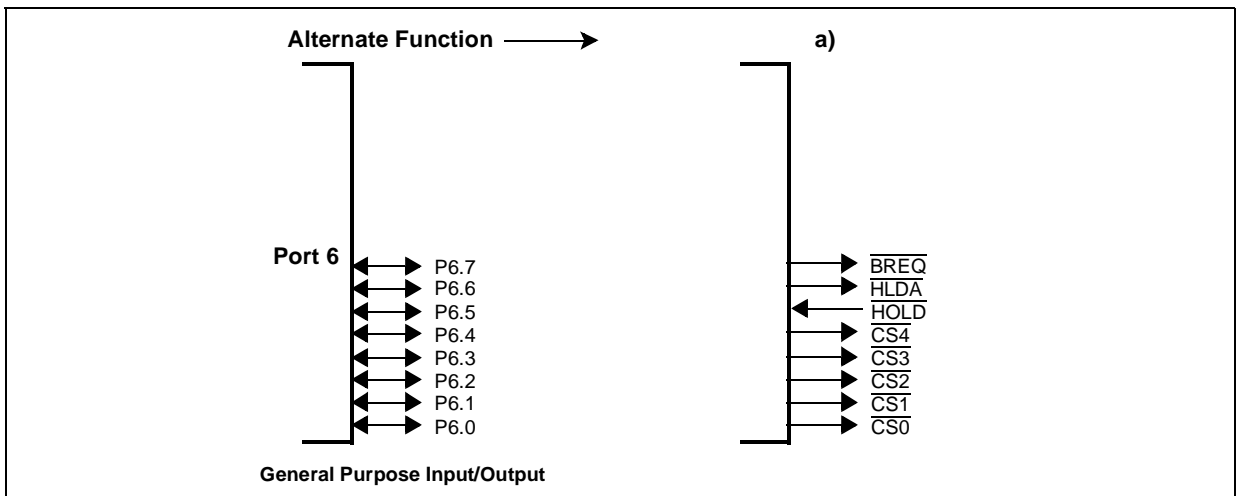 Alternate Function
a)
Port 6
P6.7
P6.6
P6.5
P6.4
P6.3
P6.2
P6.1
P6.0
BREQ
HLDA
HOLD
CS4
CS3
CS2
CS1
CS0
General Purpose Input/Output